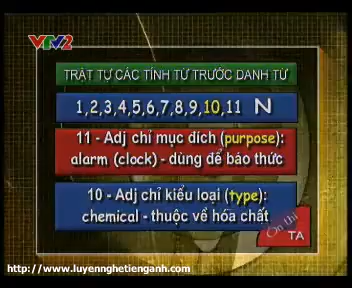 VTV2
TRẬT TỰ CÁC TÍNH TỪ TRƯỚC DANH TỪ
1,2,3,4,5,6,7,8,9,10,11 N
11 - Adj chỉ mục đích (purpose):
alarm (clock) - dùng để báo thức
10 - Adj chỉ kiểu loại (type):
chemical - thuộc về hóa chất
Ôn thi
TA
http://www.luyennghetienganh.com